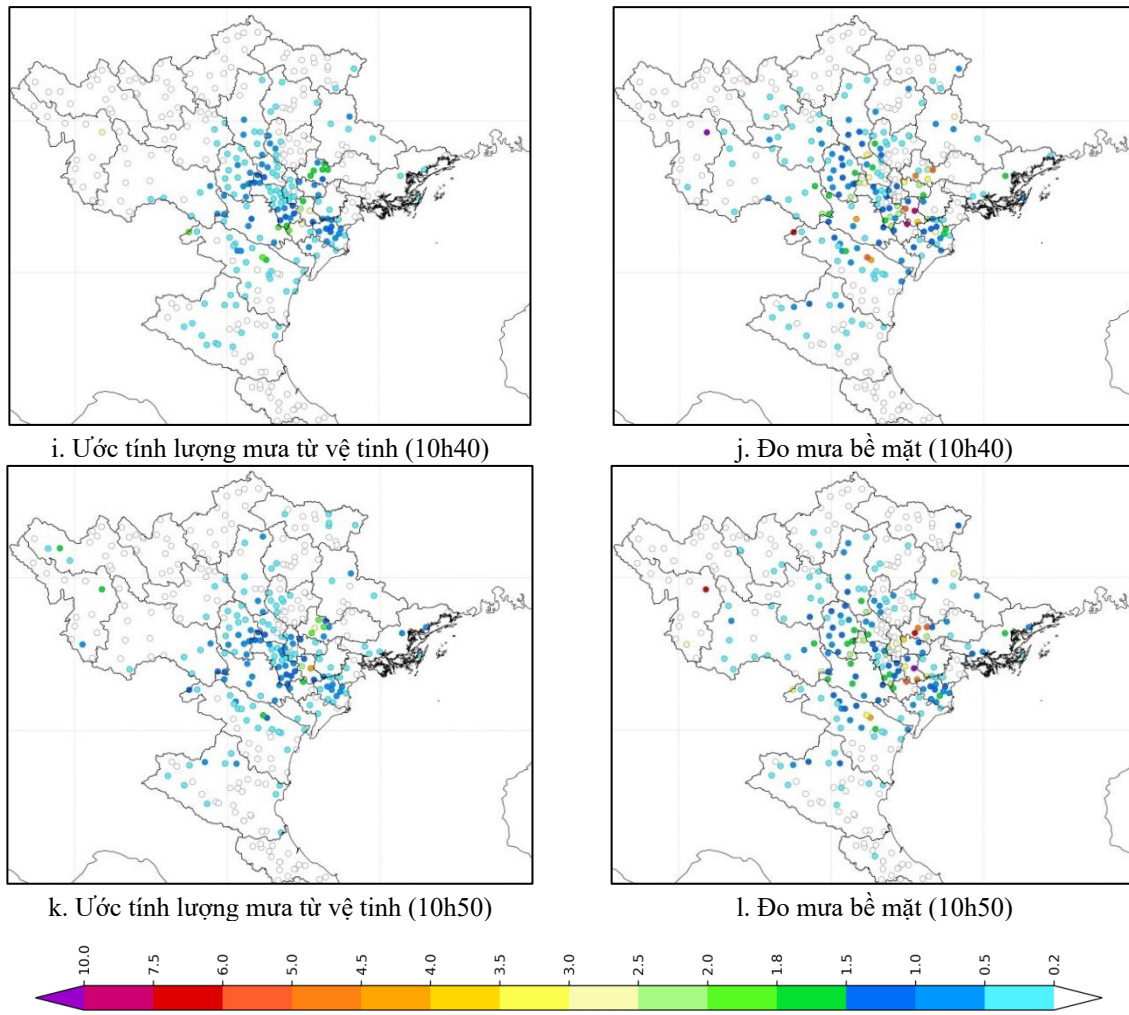 i. Ước tính lượng mưa từ vệ tinh (10h40)
j. Đo mưa bề mặt (10h40)
k. Ước tính lượng mưa từ vệ tinh (10h50)
l. Đo mưa bề mặt (10h50)
10.0 7.5 6.0 5.0 4.5 4.0 3.5 3.0 2.5 2.0 1.8 1.5 1.0 0.5 0.2